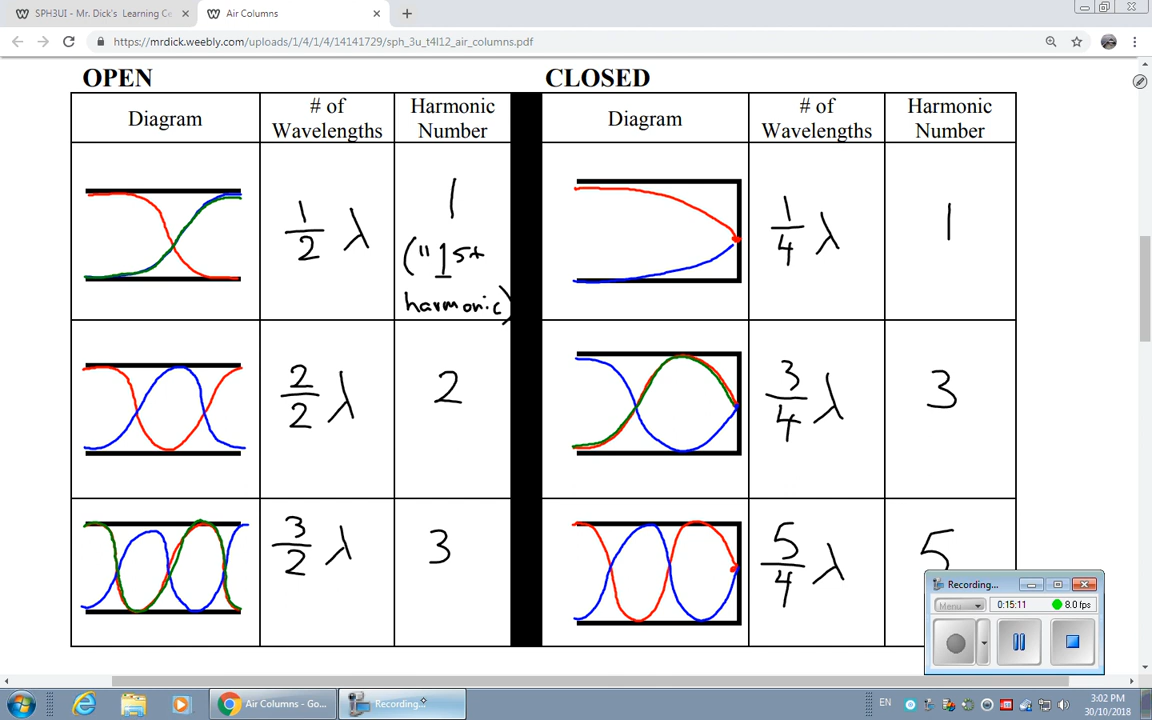 SPH3UI - Mr. Dick's Learning Ce
Air Columns
https://mrdick.weebly.com/uploads/1/4/1/4/14141729/sph_3u_t4l12_air_columns.pdf
OPEN
Diagram
# of
Wavelengths
Harmonic
Number
1/2 λ
1
("1st
harmonic)
2/2 λ
2
3/2 λ
3
CLOSED
Diagram
# of
Wavelengths
Harmonic
Number
1/4 λ
1
3/4 λ
3
5/4 λ
5
Recording...
Menu
0:15:11
8.0 fps
Air Columns - Go...
Recording...
EN
3:02 PM
30/10/2018